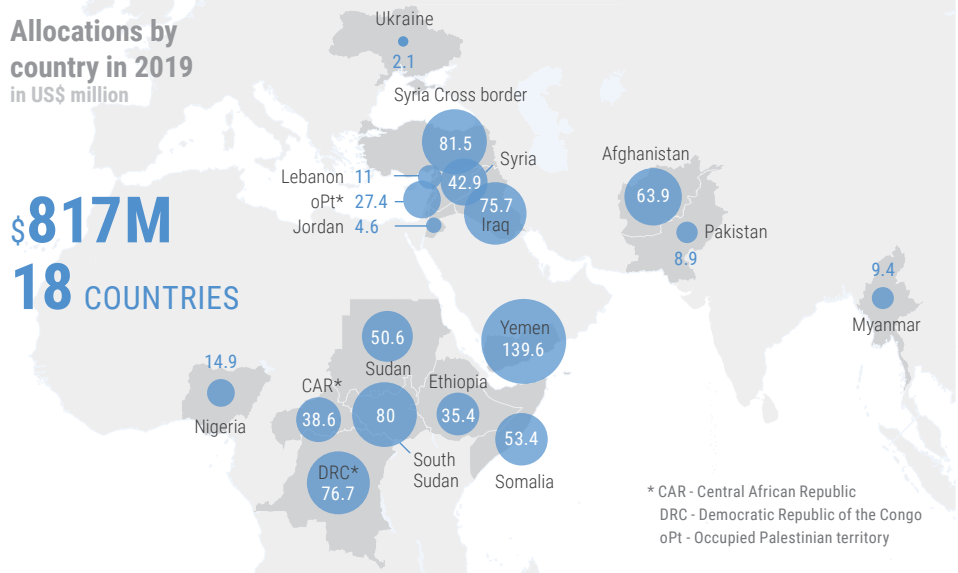 Allocations by
country in 2019
in US$ million
$817M
18 COUNTRIES
Ukraine
2.1
Syria Cross border
81.5
Syria
42.9
Lebanon 11
oPt* 27.4
Jordan 4.6
75.7
Iraq
Afghanistan
63.9
Pakistan
8.9
9.4
Myanmar
Yemen
139.6
50.6
Sudan
14.9
Nigeria
CAR*
38.6
80
South
Sudan
Ethiopia
35.4
53.4
Somalia
DRC*
76.7
* CAR - Central African Republic
DRC - Democratic Republic of the Congo
oPt - Occupied Palestinian territory